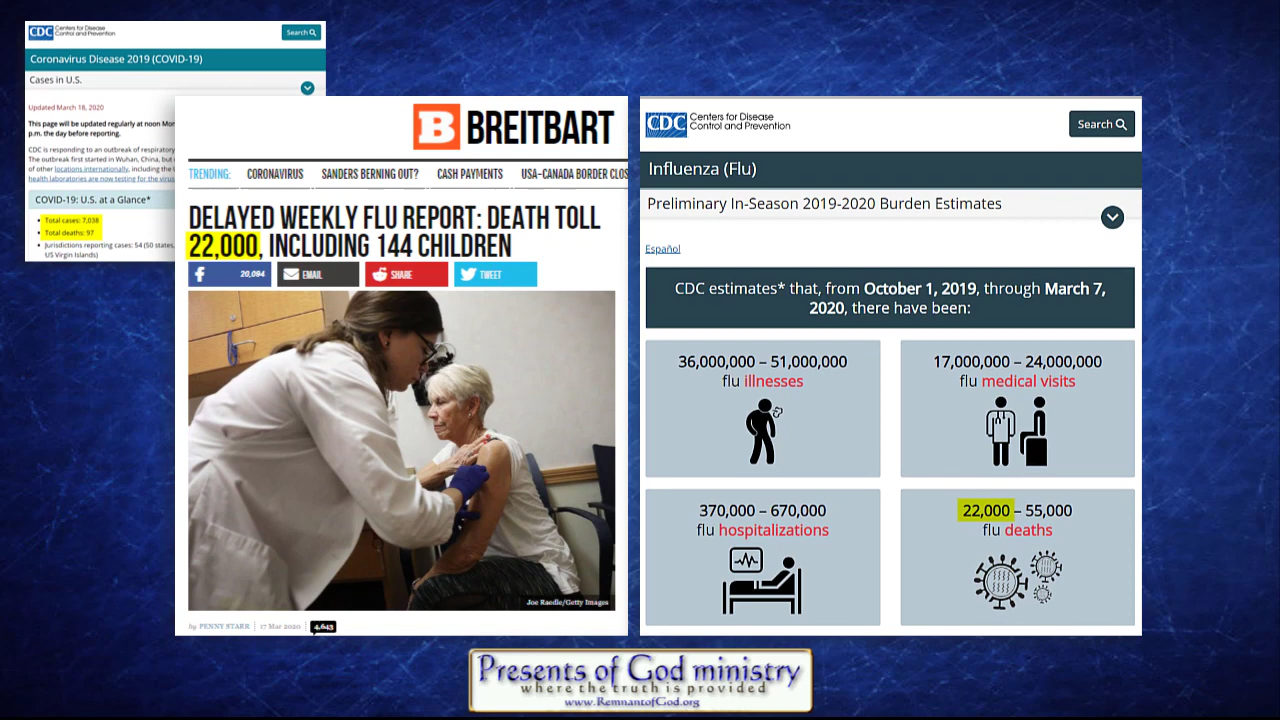 CDC Centers for Disease
Control and Prevention
Search
Coronavirus Disease 2019 (COVID-19)
Cases in U.S.
Updated March 18, 2020
This page will be updated regularly at noon Mon
p.m. the day before reporting.
CDC is responding to an outbreak of respiratory
The outbreak first started in Wuhan, China, but
of other locations internationally, including the
health laboratories are now testing for the virus
COVID-19: U.S. at a Glance*
• Total cases: 7,038
• Total deaths: 97
• Jurisdictions reporting cases: 54 (50 states,
US Virgin Islands)
B BREITBART
TRENDING: CORONAVIRUS SANDERS BERNING OUT? CASH PAYMENTS USA-CANADA BORDER CLOS
DELAYED WEEKLY FLU REPORT: DEATH TOLL
22,000, INCLUDING 144 CHILDREN
f 20,094 EMAIL SHARE TWEET
Joe Raedle/Getty Images
by PENNY STARR | 17 Mar 2020 | 4,643
CDC Centers for Disease
Control and Prevention
Search
Influenza (Flu)
Preliminary In-Season 2019-2020 Burden Estimates
Español
CDC estimates* that, from October 1, 2019, through March 7,
2020, there have been:
36,000,000 – 51,000,000
flu illnesses
17,000,000 – 24,000,000
flu medical visits
370,000 – 670,000
flu hospitalizations
22,000 – 55,000
flu deaths
Presents of God ministry
where the truth is provided
www.RemnantofGod.org